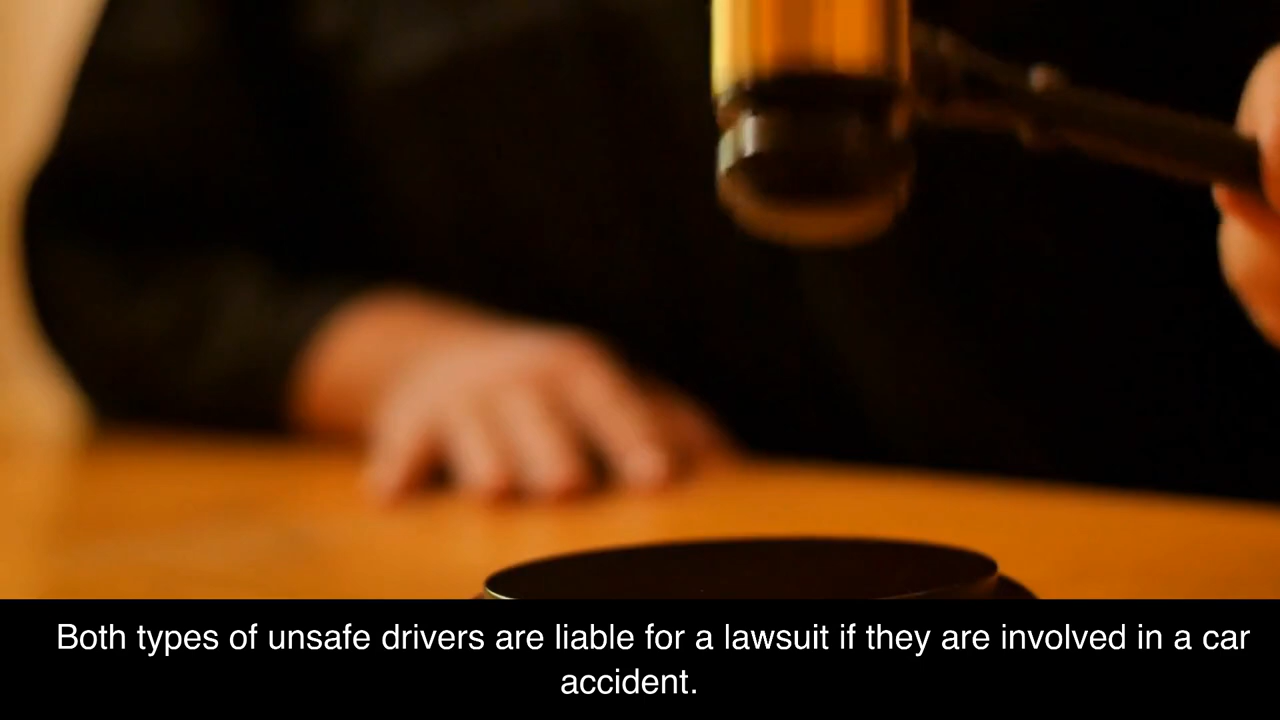 Both types of unsafe drivers are liable for a lawsuit if they are involved in a car
accident.